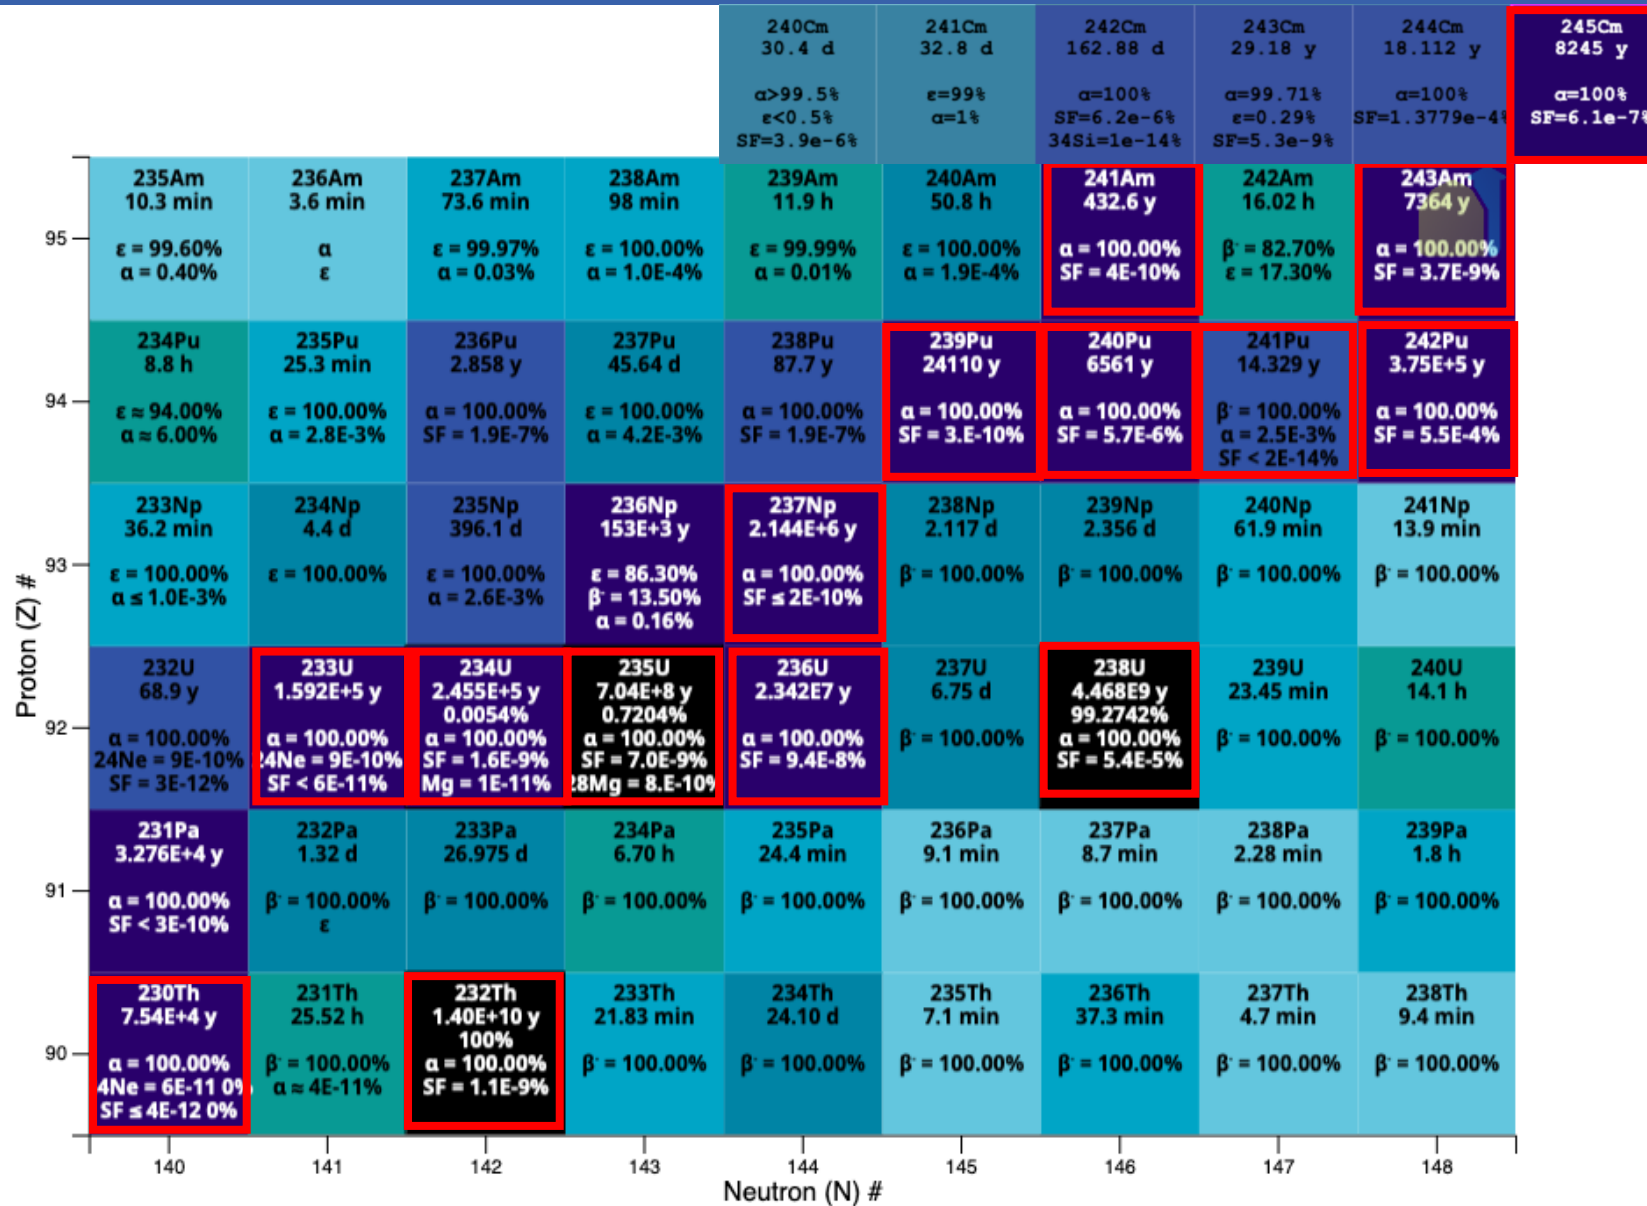 240Cm
30.4 d
α>99.5%
ε<0.5%
SF=3.9e-6%
241Cm
32.8 d
ε=99%
α=1%
242Cm
162.88 d
α=100%
SF=6.2e-6%
34Si=1e-14%
243Cm
29.18 y
α=99.71%
ε=0.29%
SF=5.3e-9%
244Cm
18.112 y
α=100%
SF=1.3779e-4%
245Cm
8245 y
α=100%
SF=6.1e-7%
235Am
10.3 min
ε = 99.60%
α = 0.40%
236Am
3.6 min
α
ε
237Am
73.6 min
ε = 99.97%
α = 0.03%
238Am
98 min
ε = 100.00%
α = 1.0E-4%
239Am
11.9 h
ε = 99.99%
α = 0.01%
240Am
50.8 h
ε = 100.00%
α = 1.9E-4%
241Am
432.6 y
α = 100.00%
SF = 4E-10%
242Am
16.02 h
β⁻ = 82.70%
ε = 17.30%
243Am
7364 y
α = 100.00%
SF = 3.7E-9%
95
234Pu
8.8 h
ε ≈ 94.00%
α ≈ 6.00%
235Pu
25.3 min
ε = 100.00%
α = 2.8E-3%
236Pu
2.858 y
α = 100.00%
SF = 1.9E-7%
237Pu
45.64 d
ε = 100.00%
α = 4.2E-3%
238Pu
87.7 y
α = 100.00%
SF = 1.9E-7%
239Pu
24110 y
α = 100.00%
SF = 3.E-10%
240Pu
6561 y
α = 100.00%
SF = 5.7E-6%
241Pu
14.329 y
β⁻ = 100.00%
α = 2.5E-3%
SF < 2E-14%
242Pu
3.75E+5 y
α = 100.00%
SF = 5.5E-4%
94
233Np
36.2 min
ε = 100.00%
α ≤ 1.0E-3%
234Np
4.4 d
ε = 100.00%
235Np
396.1 d
ε = 100.00%
α = 2.6E-3%
236Np
153E+3 y
ε = 86.30%
β⁻ = 13.50%
α = 0.16%
237Np
2.144E+6 y
α = 100.00%
SF ≤ 2E-10%
238Np
2.117 d
β⁻ = 100.00%
239Np
2.356 d
β⁻ = 100.00%
240Np
61.9 min
β⁻ = 100.00%
241Np
13.9 min
β⁻ = 100.00%
93
232U
68.9 y
α = 100.00%
24Ne = 9E-10%
SF = 3E-12%
233U
1.592E+5 y
α = 100.00%
24Ne = 9E-10%
SF < 6E-11%
234U
2.455E+5 y
0.0054%
α = 100.00%
SF = 1.6E-9%
Mg = 1E-11%
235U
7.04E+8 y
0.7204%
α = 100.00%
SF = 7.0E-9%
28Mg = 8.E-10%
236U
2.342E7 y
α = 100.00%
SF = 9.4E-8%
237U
6.75 d
β⁻ = 100.00%
238U
4.468E9 y
99.2742%
α = 100.00%
SF = 5.4E-5%
239U
23.45 min
β⁻ = 100.00%
240U
14.1 h
β⁻ = 100.00%
92
231Pa
3.276E+4 y
α = 100.00%
SF < 3E-10%
232Pa
1.32 d
β⁻ = 100.00%
ε
233Pa
26.975 d
β⁻ = 100.00%
234Pa
6.70 h
β⁻ = 100.00%
235Pa
24.4 min
β⁻ = 100.00%
236Pa
9.1 min
β⁻ = 100.00%
237Pa
8.7 min
β⁻ = 100.00%
238Pa
2.28 min
β⁻ = 100.00%
239Pa
1.8 h
β⁻ = 100.00%
91
230Th
7.54E+4 y
α = 100.00%
4Ne = 6E-11 0%
SF ≤ 4E-12 0%
231Th
25.52 h
β⁻ = 100.00%
α ≈ 4E-11%
232Th
1.40E+10 y
100%
α = 100.00%
SF = 1.1E-9%
233Th
21.83 min
β⁻ = 100.00%
234Th
24.10 d
β⁻ = 100.00%
235Th
7.1 min
β⁻ = 100.00%
236Th
37.3 min
β⁻ = 100.00%
237Th
4.7 min
β⁻ = 100.00%
238Th
9.4 min
β⁻ = 100.00%
90
Proton (Z) #
140 141 142 143 144 145 146 147 148
Neutron (N) #